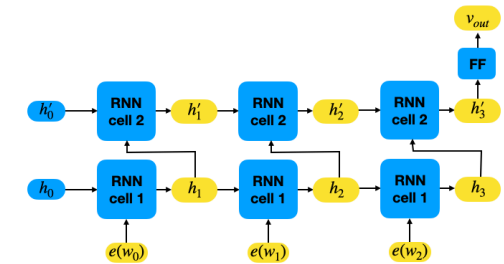 v_out
FF
h′_0
RNN
cell 2
h′_1
RNN
cell 2
h′_2
RNN
cell 2
h′_3
h_0
RNN
cell 1
h_1
RNN
cell 1
h_2
RNN
cell 1
h_3
e(w_0)
e(w_1)
e(w_2)